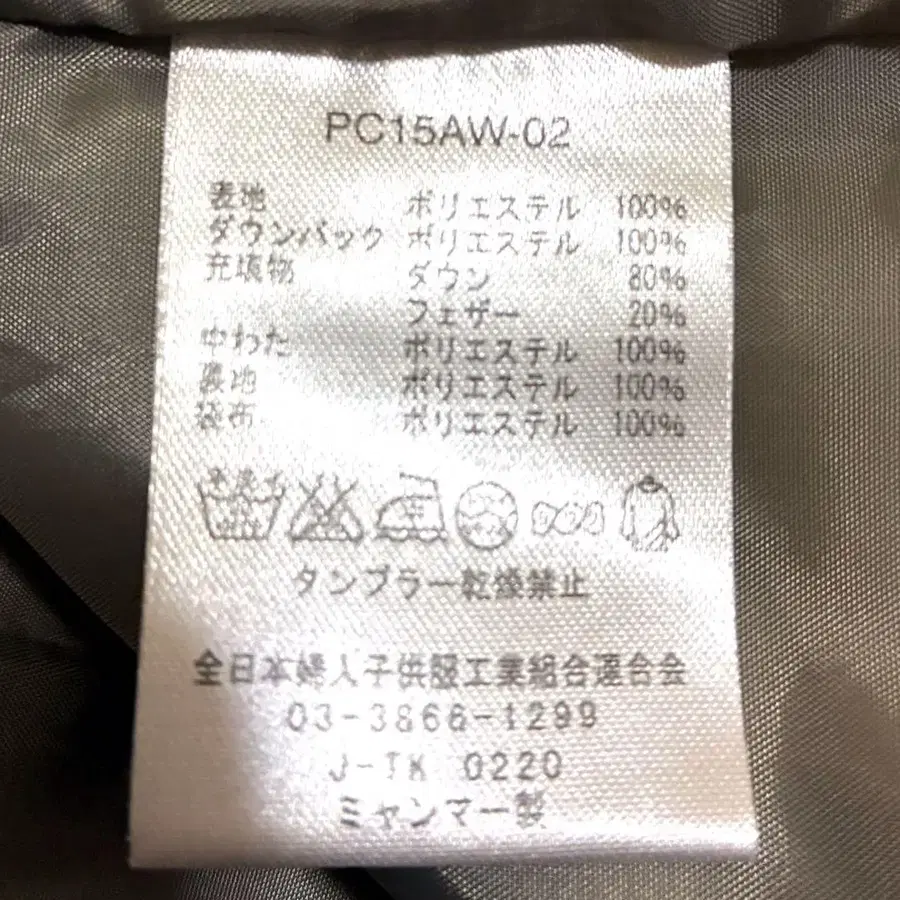 PC15AW-02
表地 ポリエステル 100%
ダウンパック ポリエステル 100%
充填物 ダウン 80%
フェザー 20%
中わた ポリエステル 100%
裏地 ポリエステル 100%
袋布 ポリエステル 100%
タンブラー乾燥禁止
全日本婦人子供服工業組合連合会
03-3866-1299
J-TK 0220
ミャンマー製